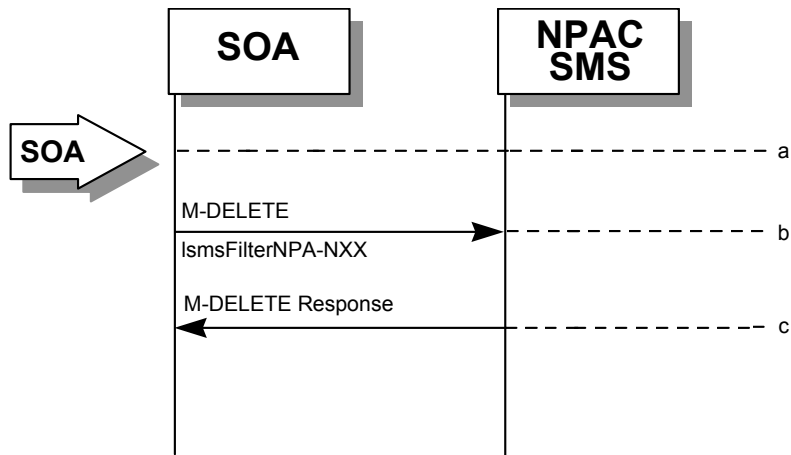 SOA
NPAC
SMS
SOA
a
M-DELETE
b
lsmsFilterNPA-NXX
M-DELETE Response
c